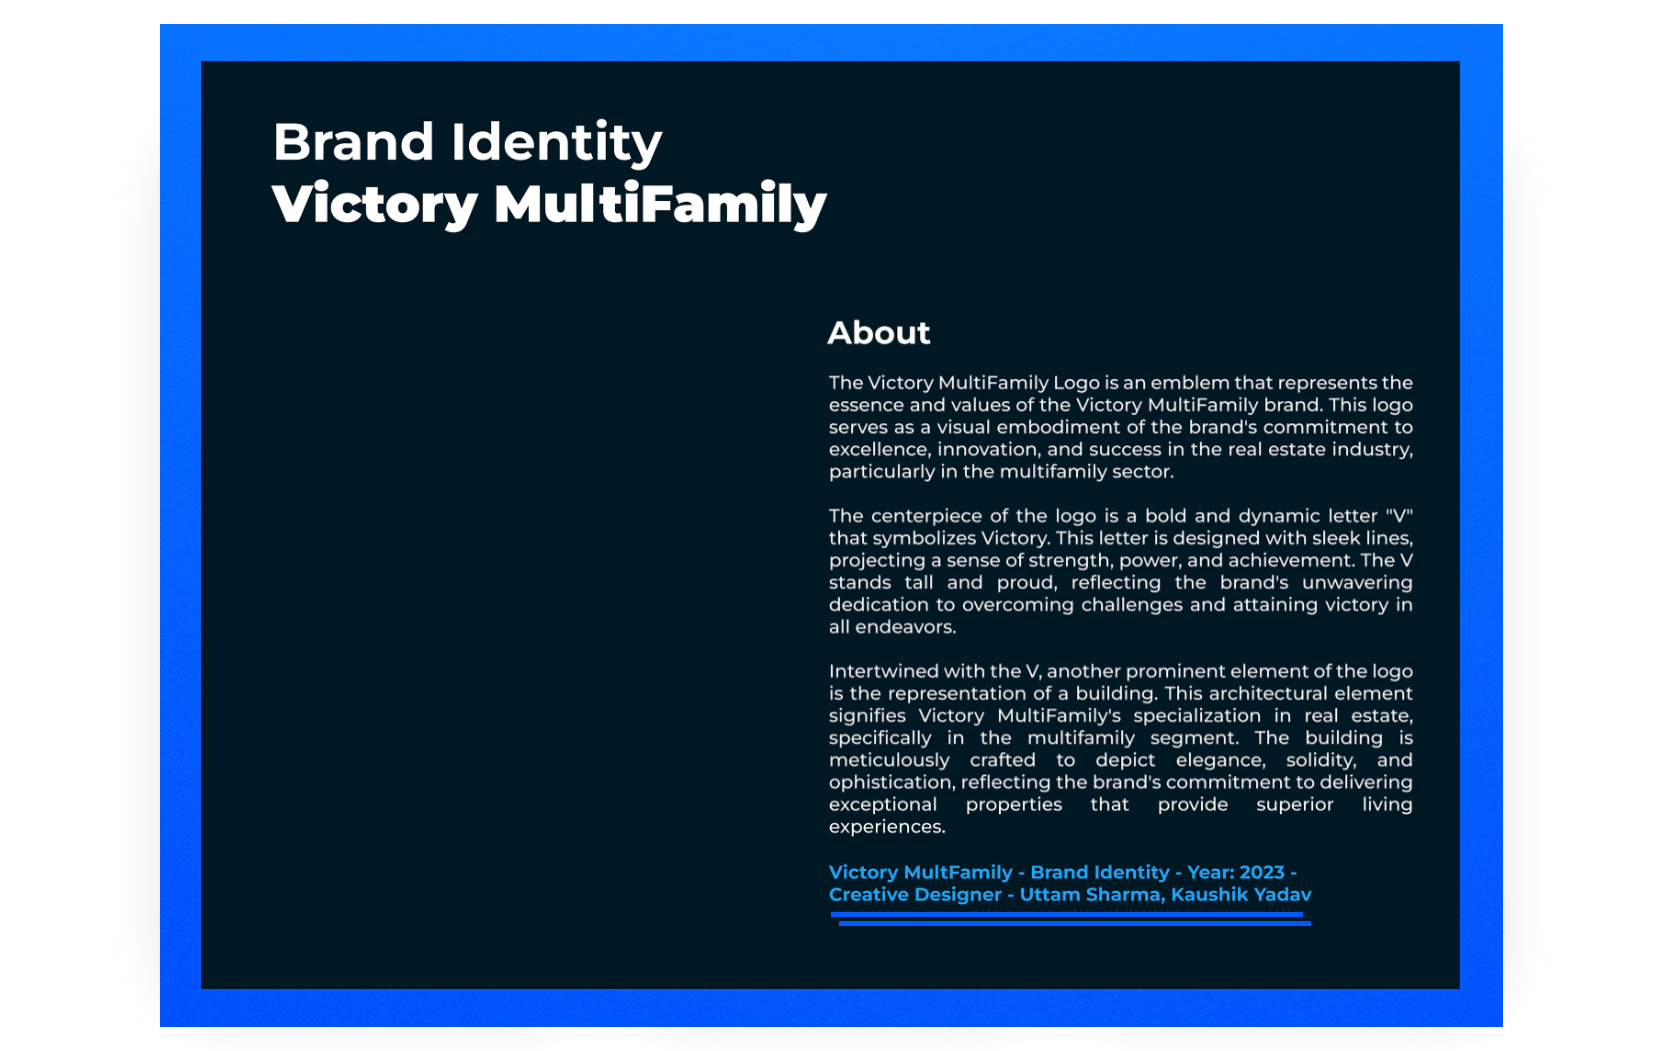 Brand Identity
Victory MultiFamily
About
The Victory MultiFamily Logo is an emblem that represents the
essence and values of the Victory MultiFamily brand. This logo
serves as a visual embodiment of the brand's commitment to
excellence, innovation, and success in the real estate industry,
particularly in the multifamily sector.
The centerpiece of the logo is a bold and dynamic letter "V"
that symbolizes Victory. This letter is designed with sleek lines,
projecting a sense of strength, power, and achievement. The V
stands tall and proud, reflecting the brand's unwavering
dedication to overcoming challenges and attaining victory in
all endeavors.
Intertwined with the V, another prominent element of the logo
is the representation of a building. This architectural element
signifies Victory MultiFamily's specialization in real estate,
specifically in the multifamily segment. The building is
meticulously crafted to depict elegance, solidity, and
ophistication, reflecting the brand's commitment to delivering
exceptional properties that provide superior living
experiences.
Victory MultFamily - Brand Identity - Year: 2023 -
Creative Designer - Uttam Sharma, Kaushik Yadav